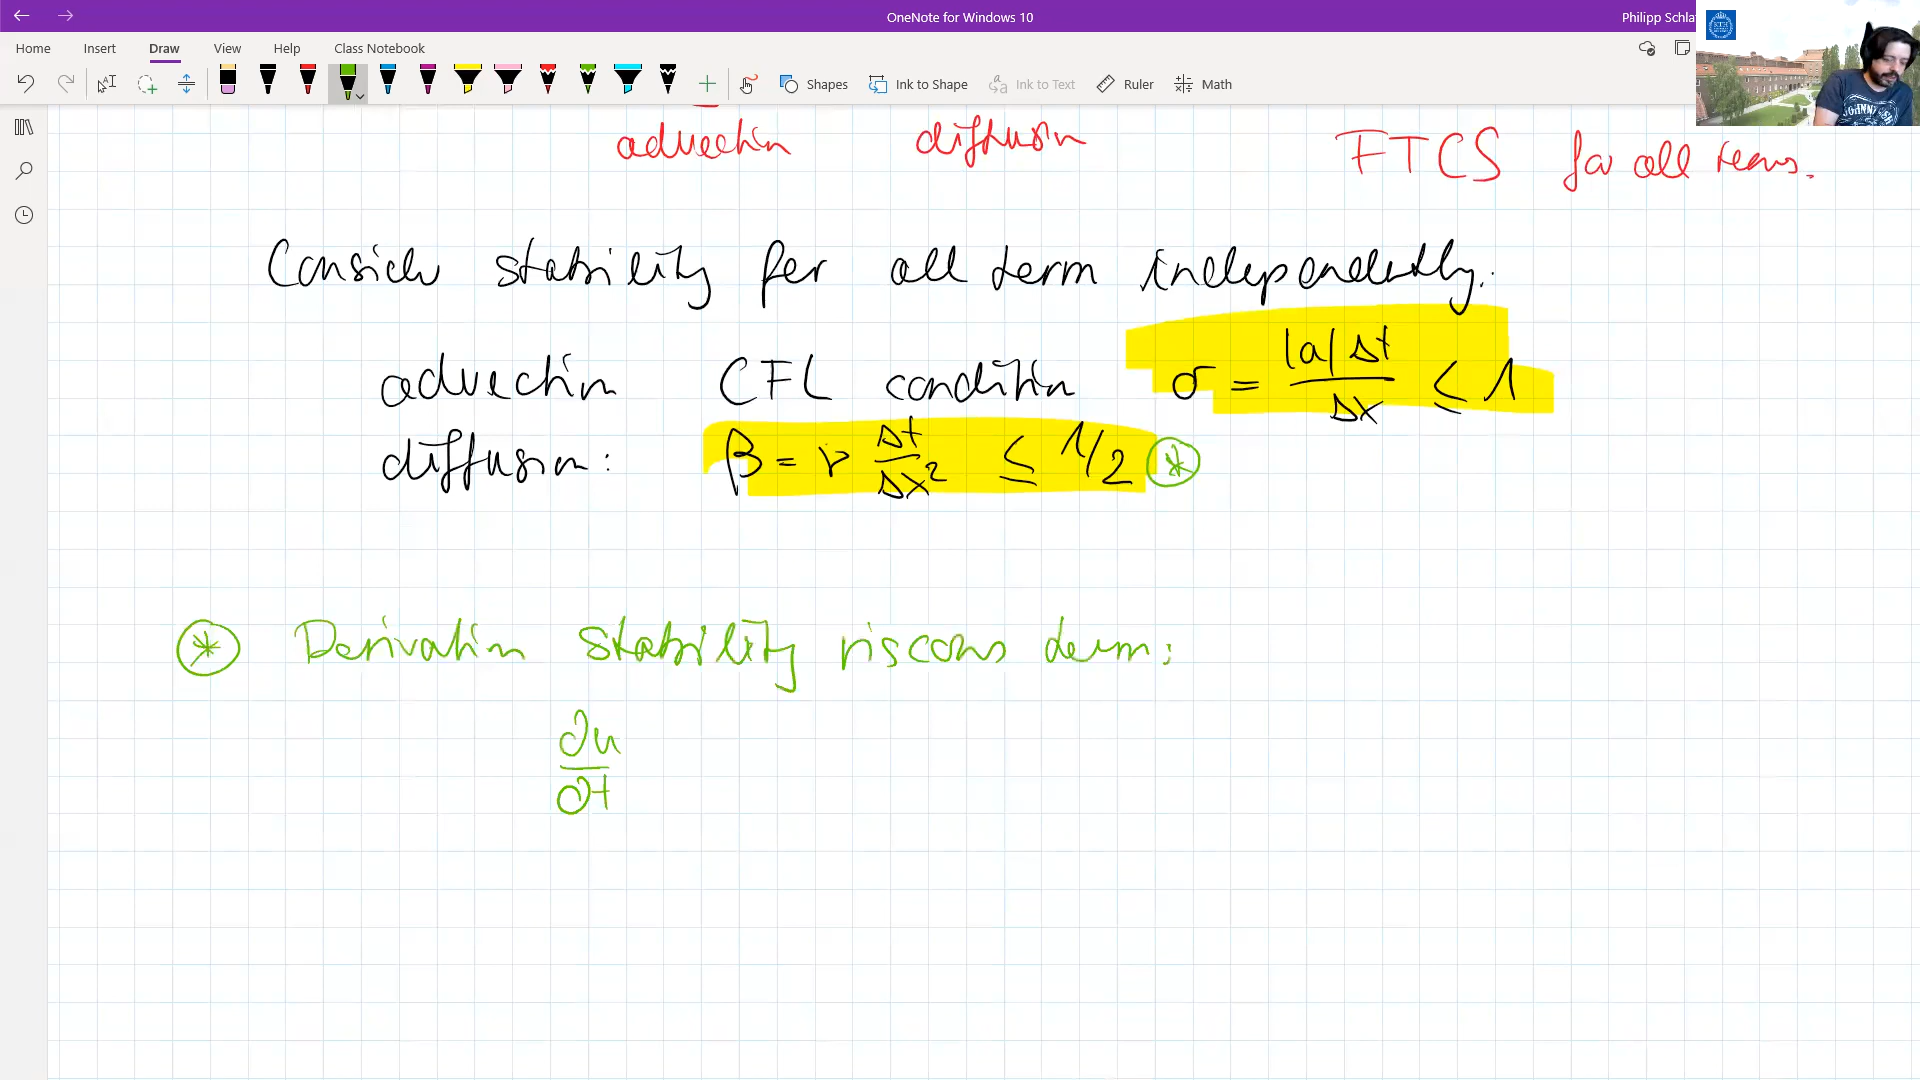 OneNote for Windows 10
Philipp Schla
Home Insert Draw View Help Class Notebook
Shapes Ink to Shape Ink to Text Ruler Math
advection diffusion FTCS for all terms.
Consider stability for all term independently.
advection CFL condition σ = |a| Δt / Δx ≤ 1
diffusion: β = ν Δt / Δx² ≤ 1/2 *
* Derivation stability viscous term:
∂u
∂t